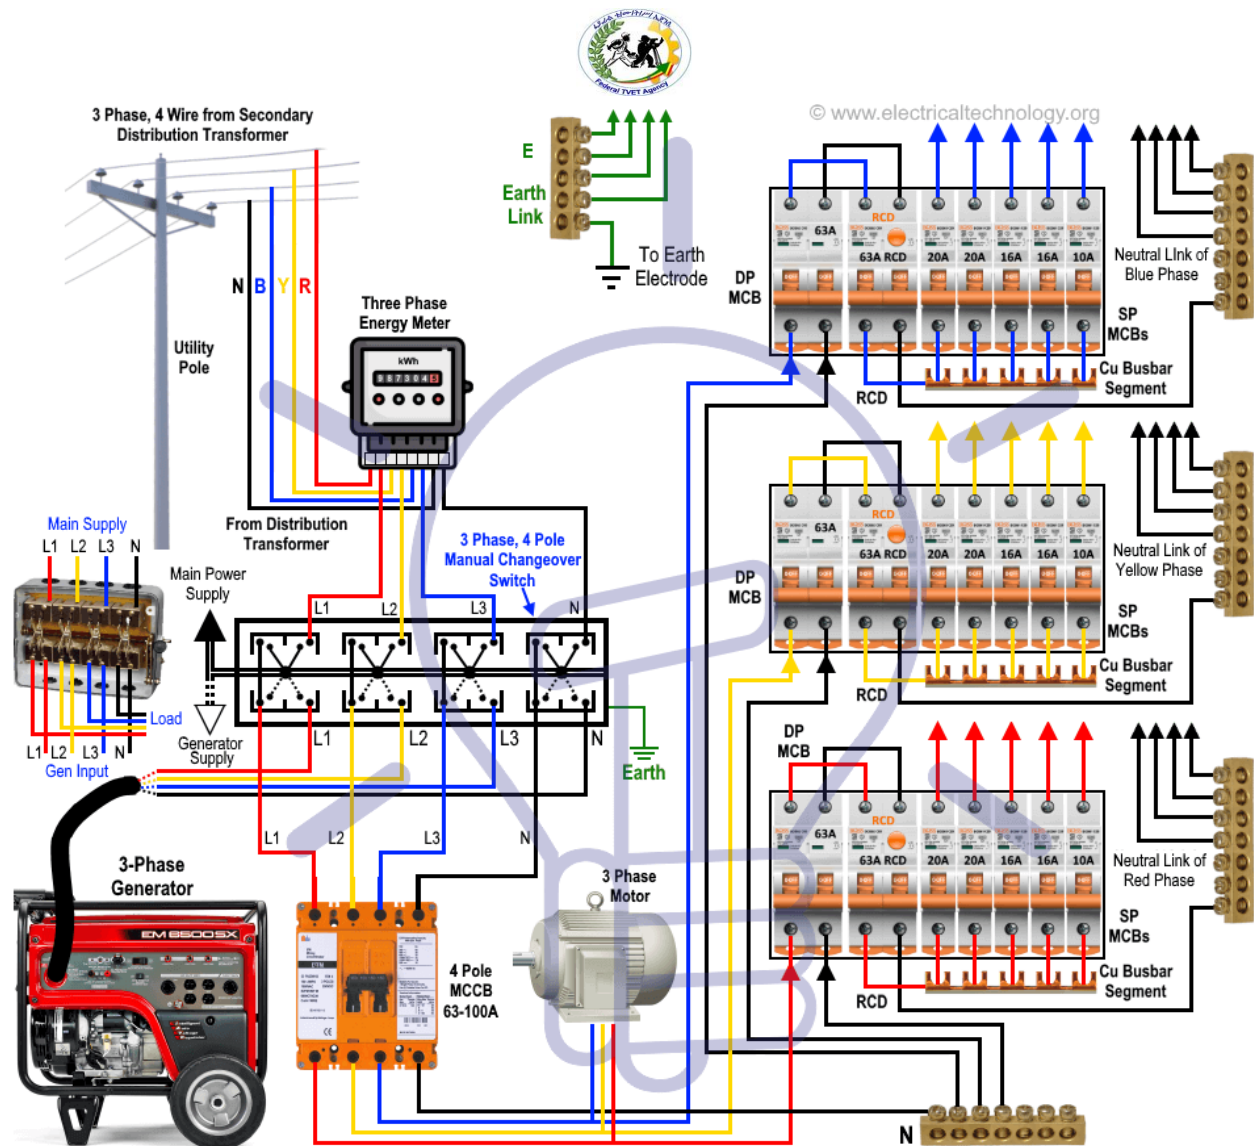 Federal TVET Agency
© www.electricaltechnology.org
3 Phase, 4 Wire from Secondary
Distribution Transformer
E
Earth
Link
To Earth
Electrode
N B Y R
Utility
Pole
Three Phase
Energy Meter
kWh
From Distribution
Transformer
3 Phase, 4 Pole
Manual Changeover
Switch
Main Supply
L1 L2 L3 N
Load
L1 L2 L3 N
Gen Input
Main Power
Supply
L1 L2 L3 N
Generator
Supply
L1 L2 L3 N
Earth
L1 L2 L3 N
3-Phase
Generator
EM 8500SX
4 Pole
MCCB
63-100A
3 Phase
Motor
DP
MCB
63A
RCD
63A RCD 20A 20A 16A 16A 10A
SP
MCBs
Cu Busbar
Segment
RCD
Neutral LInk of
Blue Phase
DP
MCB
63A
RCD
63A RCD 20A 20A 16A 16A 10A
SP
MCBs
Cu Busbar
Segment
RCD
Neutral Link of
Yellow Phase
DP
MCB
63A
RCD
63A RCD 20A 20A 16A 16A 10A
SP
MCBs
Cu Busbar
Segment
RCD
Neutral Link of
Red Phase
N